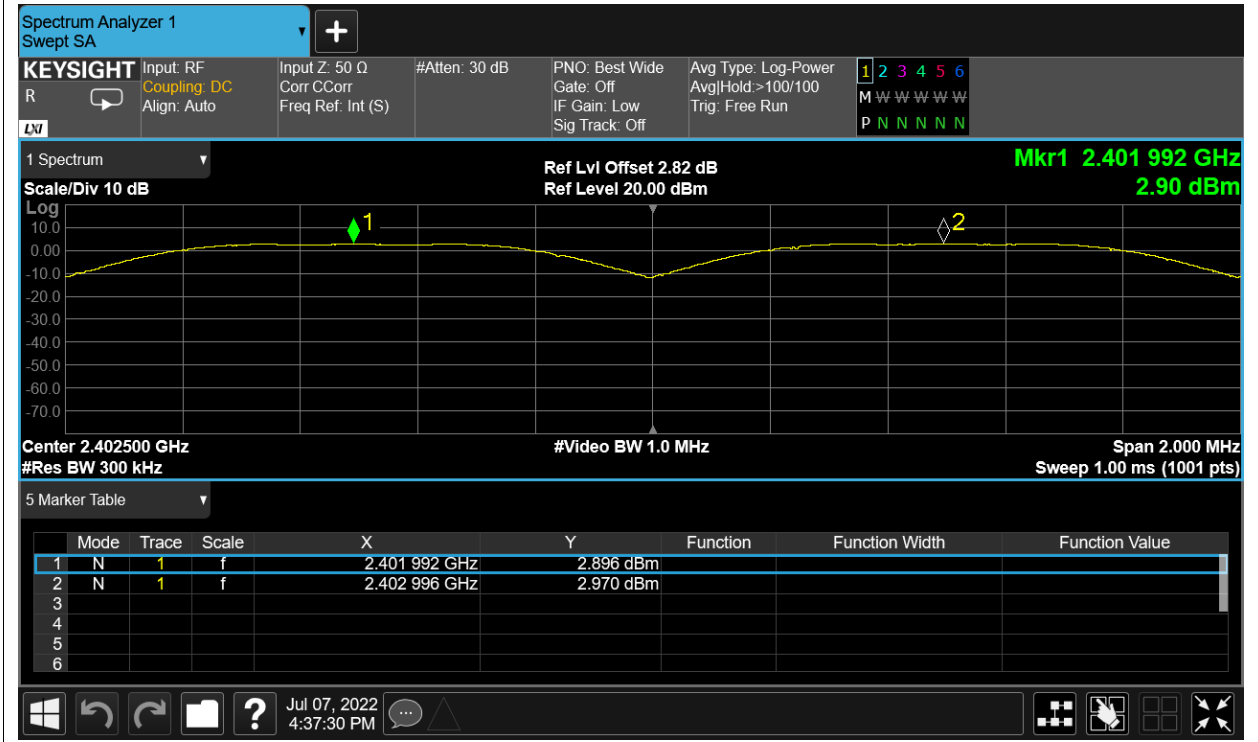 Spectrum Analyzer 1
Swept SA
+
KEYSIGHT
R
LXI
Input: RF
Coupling: DC
Align: Auto
Input Z: 50 Ω
Corr CCorr
Freq Ref: Int (S)
#Atten: 30 dB
PNO: Best Wide
Gate: Off
IF Gain: Low
Sig Track: Off
Avg Type: Log-Power
Avg|Hold:>100/100
Trig: Free Run
1 2 3 4 5 6
M W W W W W
P N N N N N
1 Spectrum
Scale/Div 10 dB
Ref Lvl Offset 2.82 dB
Ref Level 20.00 dBm
Mkr1 2.401 992 GHz
2.90 dBm
Log
10.0
0.00
-10.0
-20.0
-30.0
-40.0
-50.0
-60.0
-70.0
1
2
Center 2.402500 GHz
#Res BW 300 kHz
#Video BW 1.0 MHz
Span 2.000 MHz
Sweep 1.00 ms (1001 pts)
5 Marker Table
Mode Trace Scale X Y Function Function Width Function Value
1 N 1 f 2.401 992 GHz 2.896 dBm
2 N 1 f 2.402 996 GHz 2.970 dBm
3
4
5
6
?
Jul 07, 2022
4:37:30 PM